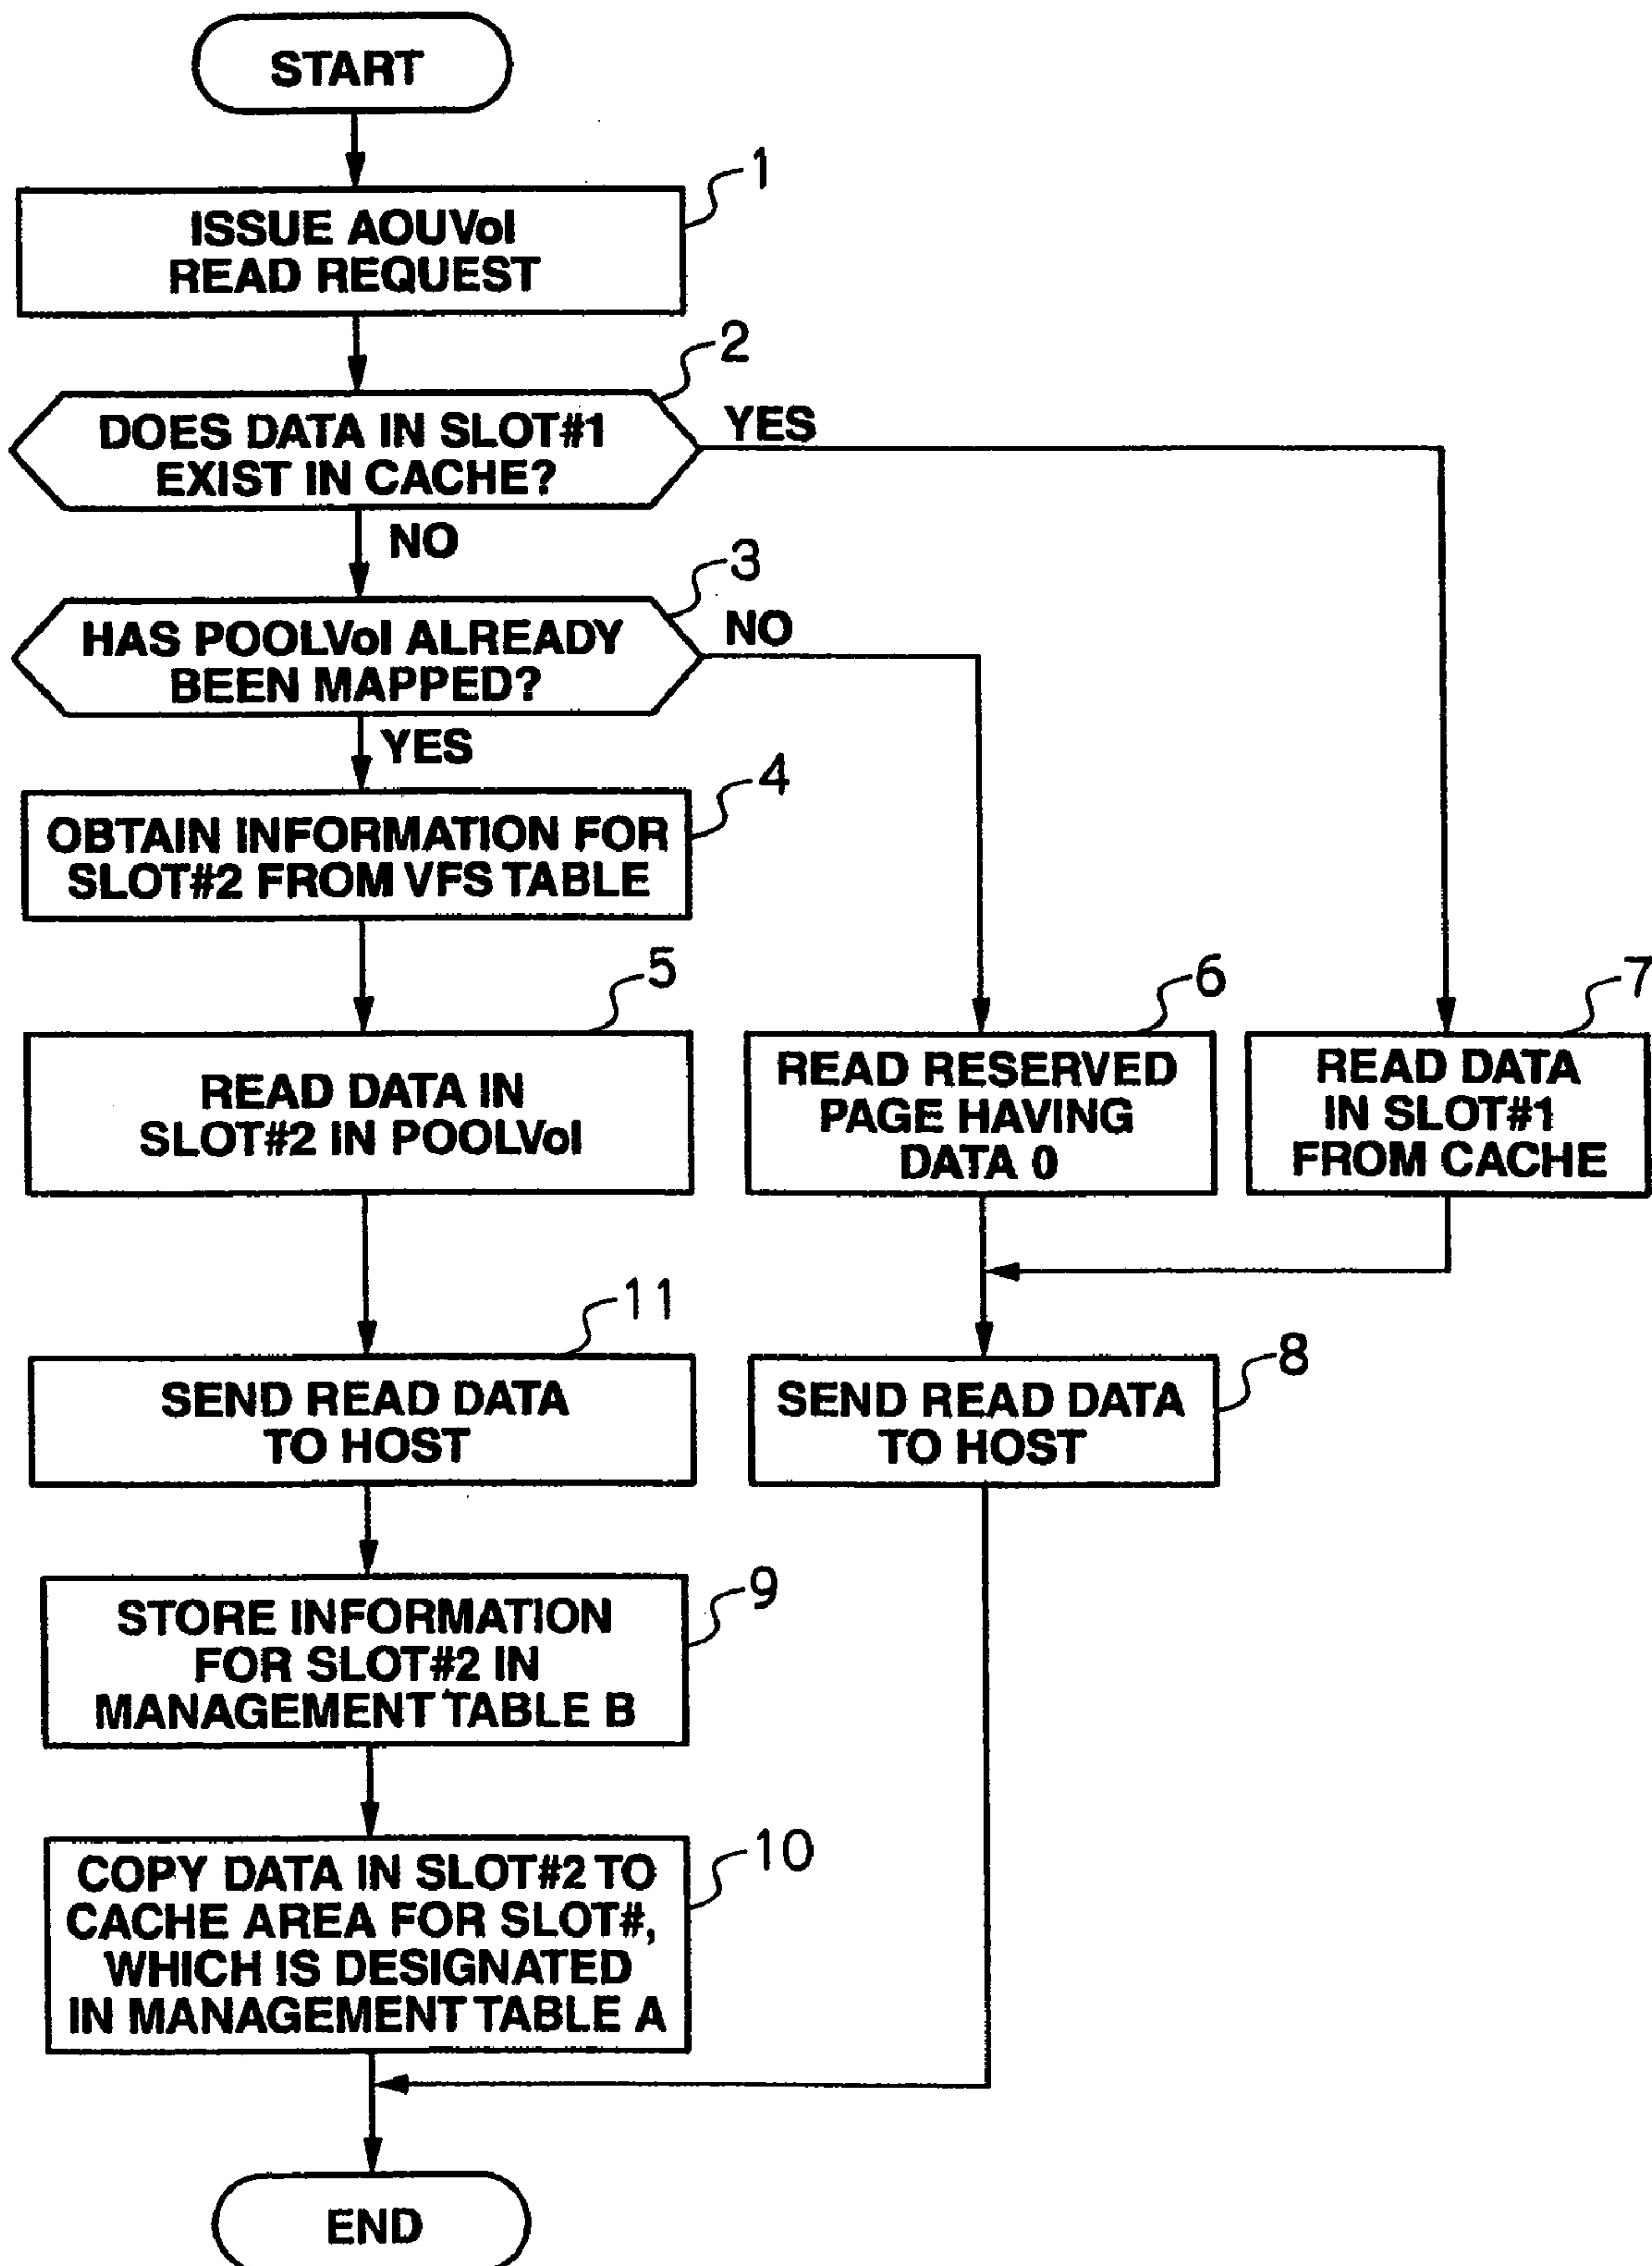 START
1
ISSUE AOUVol
READ REQUEST
2
DOES DATA IN SLOT#1
EXIST IN CACHE?
YES
NO
3
HAS POOLVol ALREADY
BEEN MAPPED?
NO
YES
4
OBTAIN INFORMATION FOR
SLOT#2 FROM VFS TABLE
5
READ DATA IN
SLOT#2 IN POOLVol
6
READ RESERVED
PAGE HAVING
DATA 0
7
READ DATA
IN SLOT#1
FROM CACHE
11
SEND READ DATA
TO HOST
8
SEND READ DATA
TO HOST
9
STORE INFORMATION
FOR SLOT#2 IN
MANAGEMENT TABLE B
10
COPY DATA IN SLOT#2 TO
CACHE AREA FOR SLOT#,
WHICH IS DESIGNATED
IN MANAGEMENT TABLE A
END